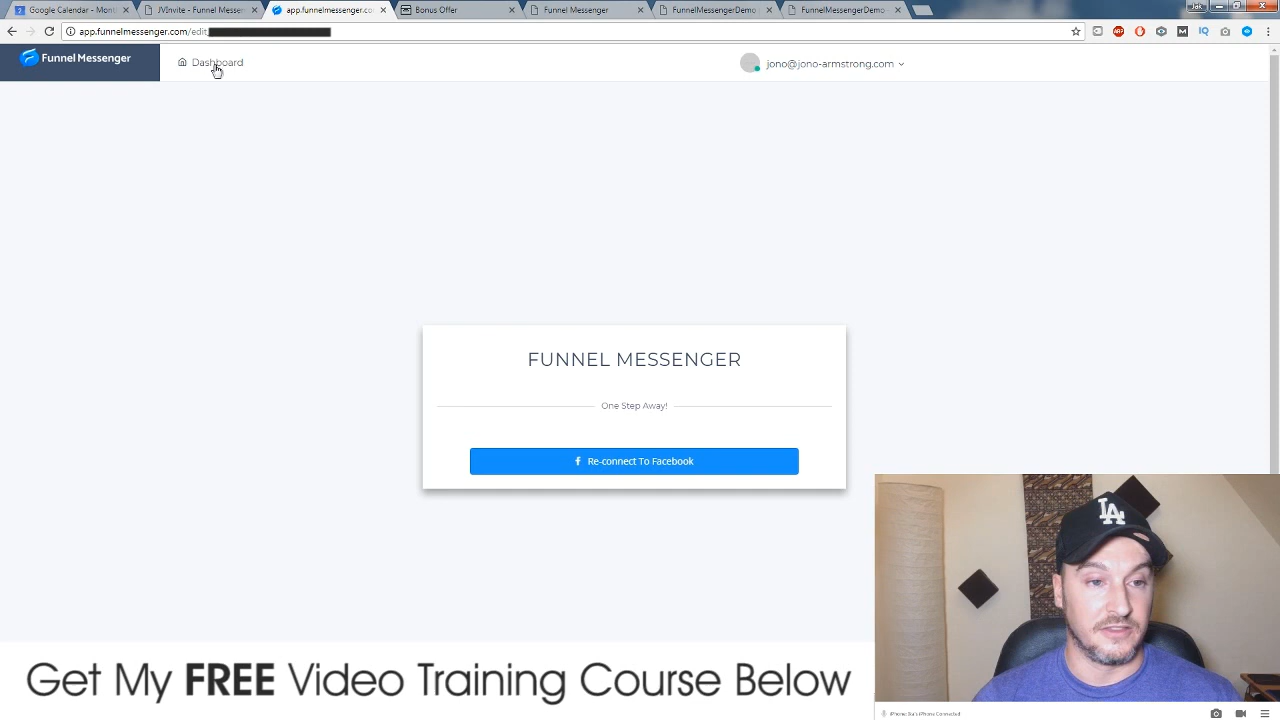 Google Calendar - Mont
JVInvite - Funnel Messen
app.funnelmessenger.co
Bonus Offer
Funnel Messenger
FunnelMessengerDemo
FunnelMessengerDemo
Jak
app.funnelmessenger.com/edit
Funnel Messenger
Dashboard
jono@jono-armstrong.com
FUNNEL MESSENGER
One Step Away!
Re-connect To Facebook
LA
Get My FREE Video Training Course Below